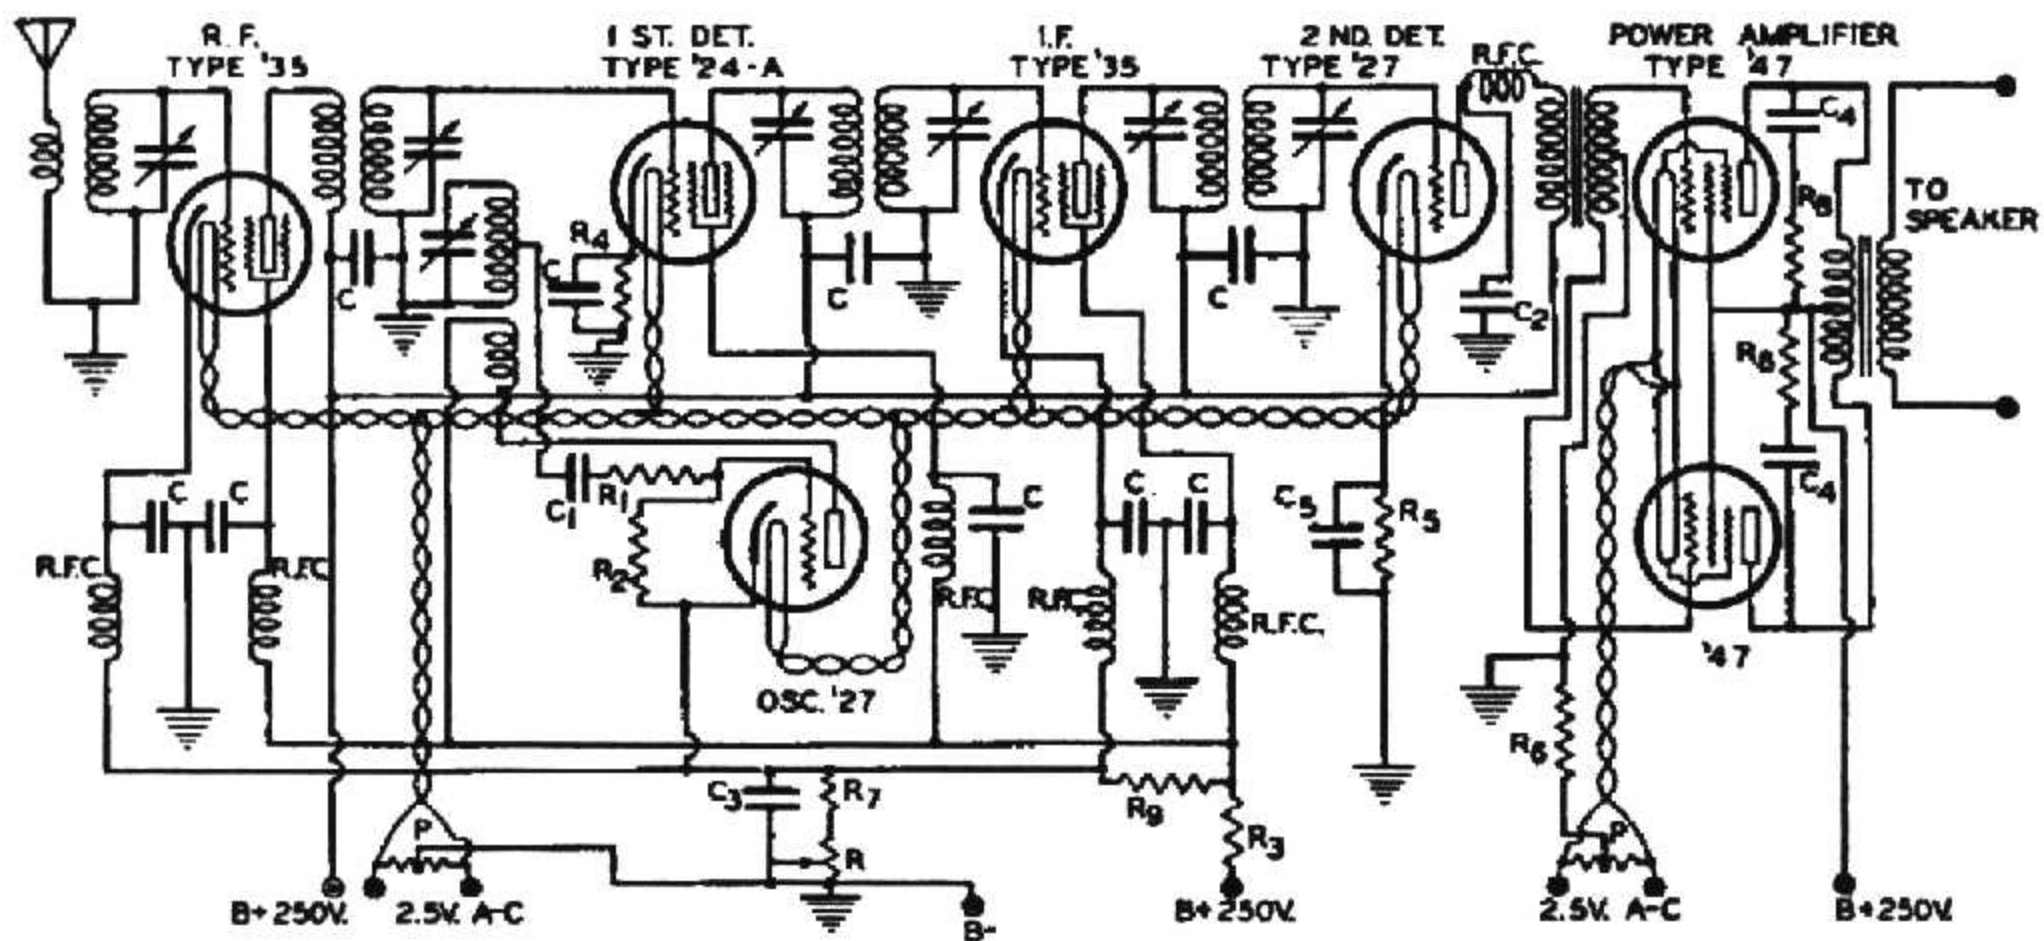 R.F.
TYPE '35
1 ST. DET.
TYPE '24-A
I.F.
TYPE '35
2 ND. DET.
TYPE '27
R.F.C.
POWER AMPLIFIER
TYPE '47
C4
R8
TO
SPEAKER
R4
C
C
C
C
C2
R8
C4
C
C
C1
R1
R2
C
C
C
C5
R5
R.F.C.
R.F.C.
R.F.C.
R.F.C.
R.F.C.
OSC. '27
'47
R6
C3
R7
R
R9
R3
P
P
B+250V.
2.5V. A-C
B-
B+250V.
2.5V. A-C
B+250V.